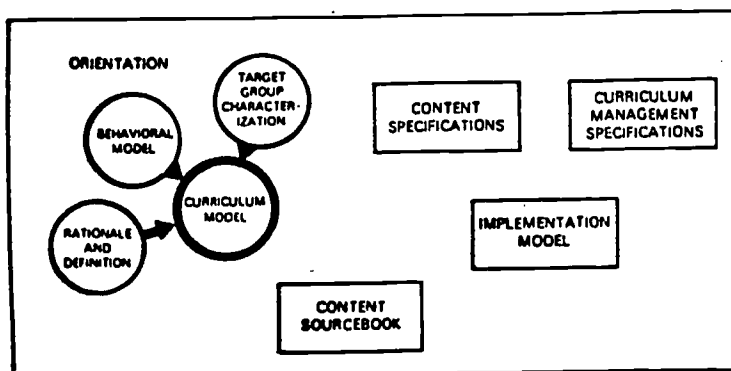 ORIENTATION
TARGET
GROUP
CHARACTER-
IZATION
BEHAVIORAL
MODEL
CURRICULUM
MODEL
RATIONALE
AND
DEFINITION
CONTENT
SPECIFICATIONS
CURRICULUM
MANAGEMENT
SPECIFICATIONS
IMPLEMENTATION
MODEL
CONTENT
SOURCEBOOK